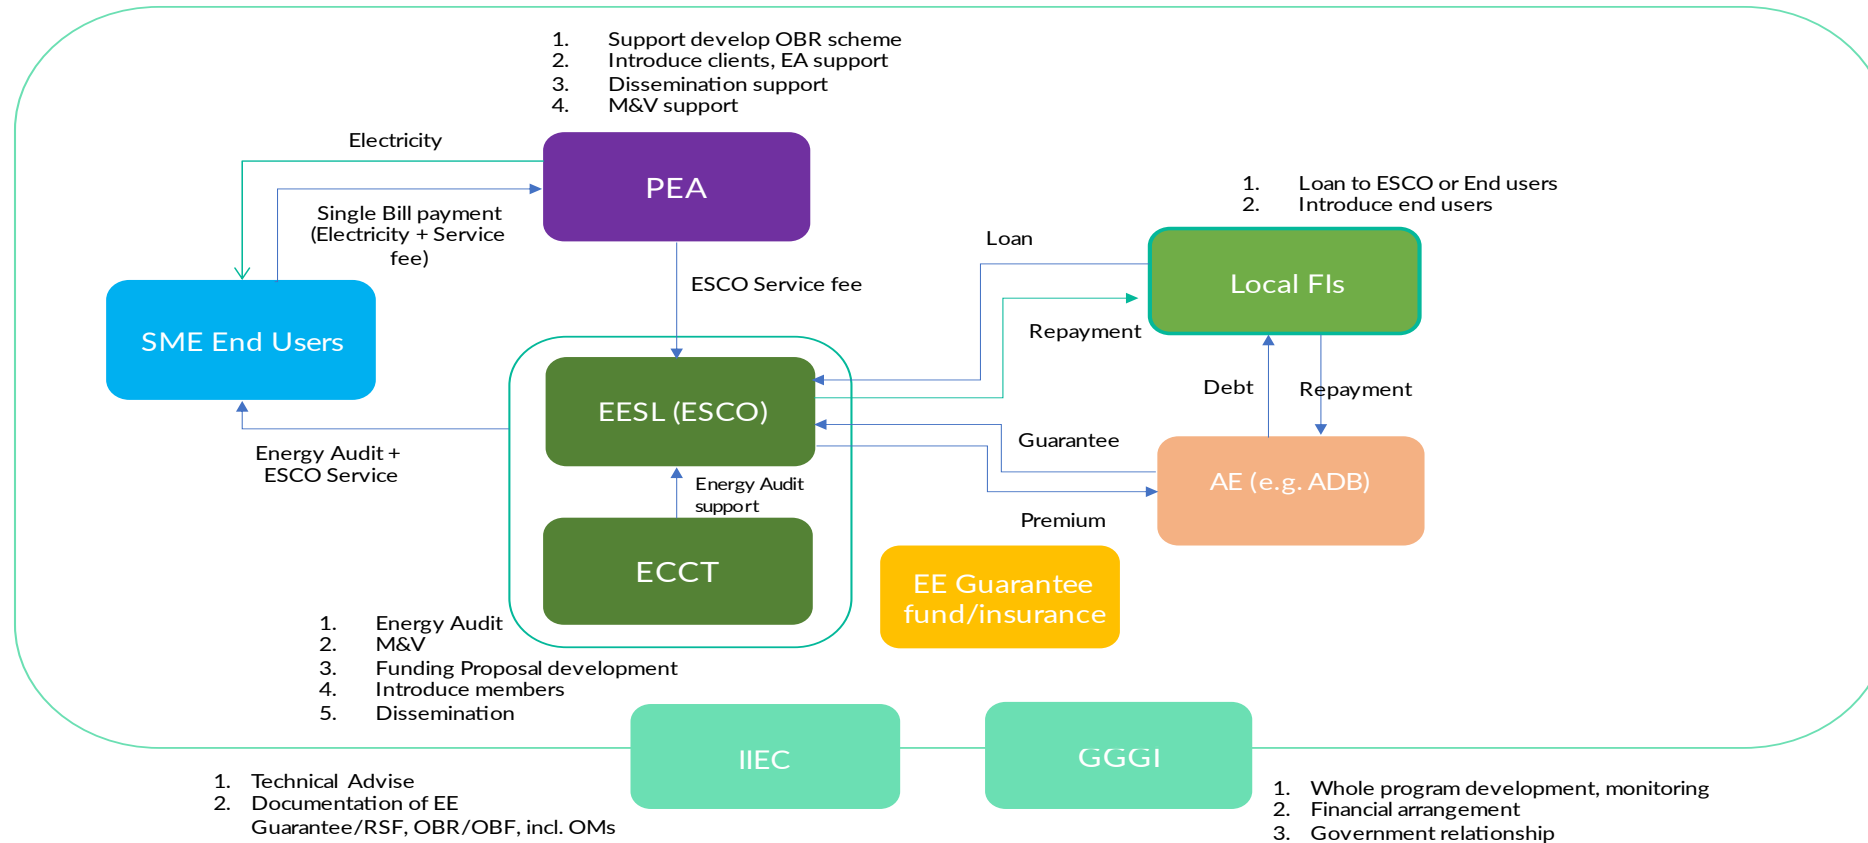 1. Support develop OBR scheme
2. Introduce clients, EA support
3. Dissemination support
4. M&V support
Electricity
PEA
1. Loan to ESCO or End users
2. Introduce end users
Single Bill payment
(Electricity + Service
fee)
Loan
Local FIs
ESCO Service fee
SME End Users
Repayment
EESL (ESCO)
Debt
Repayment
Guarantee
Energy Audit +
ESCO Service
Energy Audit
support
AE (e.g. ADB)
Premium
ECCT
EE Guarantee
fund/insurance
1. Energy Audit
2. M&V
3. Funding Proposal development
4. Introduce members
5. Dissemination
IIEC
GGGI
1. Technical Advise
2. Documentation of EE
Guarantee/RSF, OBR/OBF, incl. OMs
1. Whole program development, monitoring
2. Financial arrangement
3. Government relationship